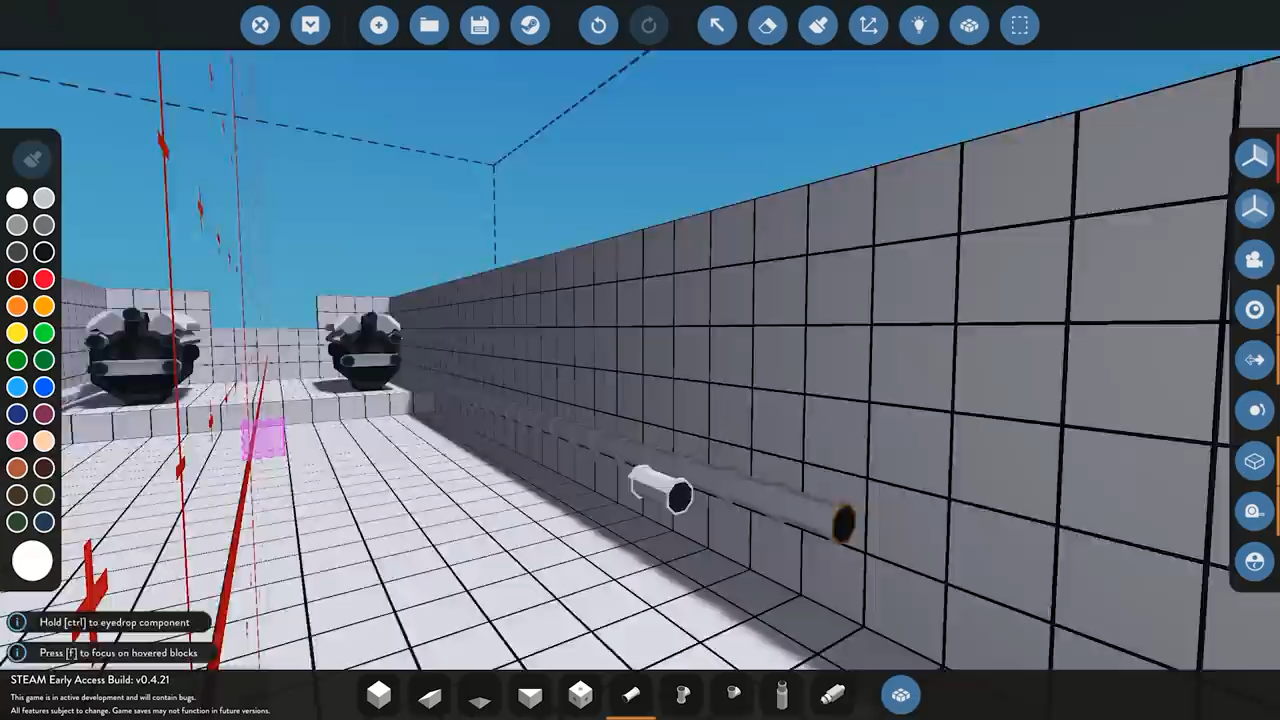 Hold [ctrl] to eyedrop component
Press [f] to focus on hovered blocks
STEAM Early Access Build: v0.4.21
This game is in active development and will contain bugs.
All features subject to change. Game saves may not function in future versions.